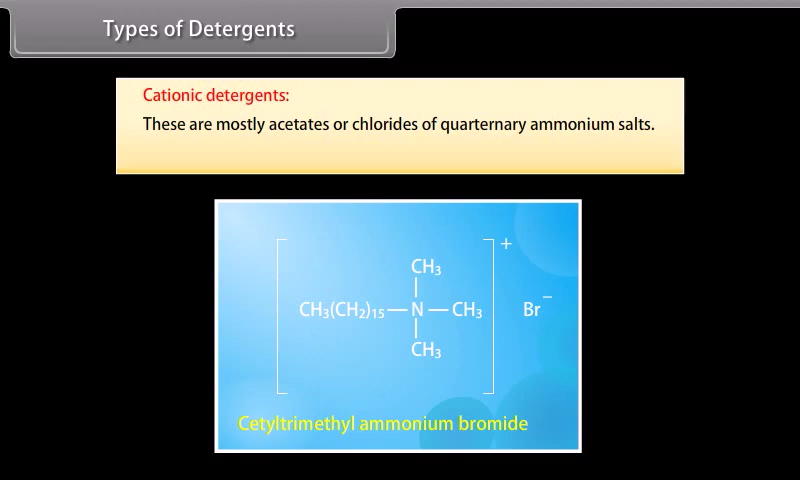 Types of Detergents
Cationic detergents:
These are mostly acetates or chlorides of quarternary ammonium salts.
+
CH₃
CH₃(CH₂)₁₅—N—CH₃ Br⁻
CH₃
Cetyltrimethyl ammonium bromide